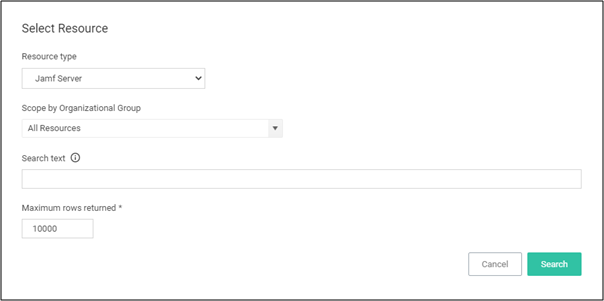 Select Resource
Resource type
Jamf Server
Scope by Organizational Group
All Resources
Search text
Maximum rows returned *
10000
Cancel Search